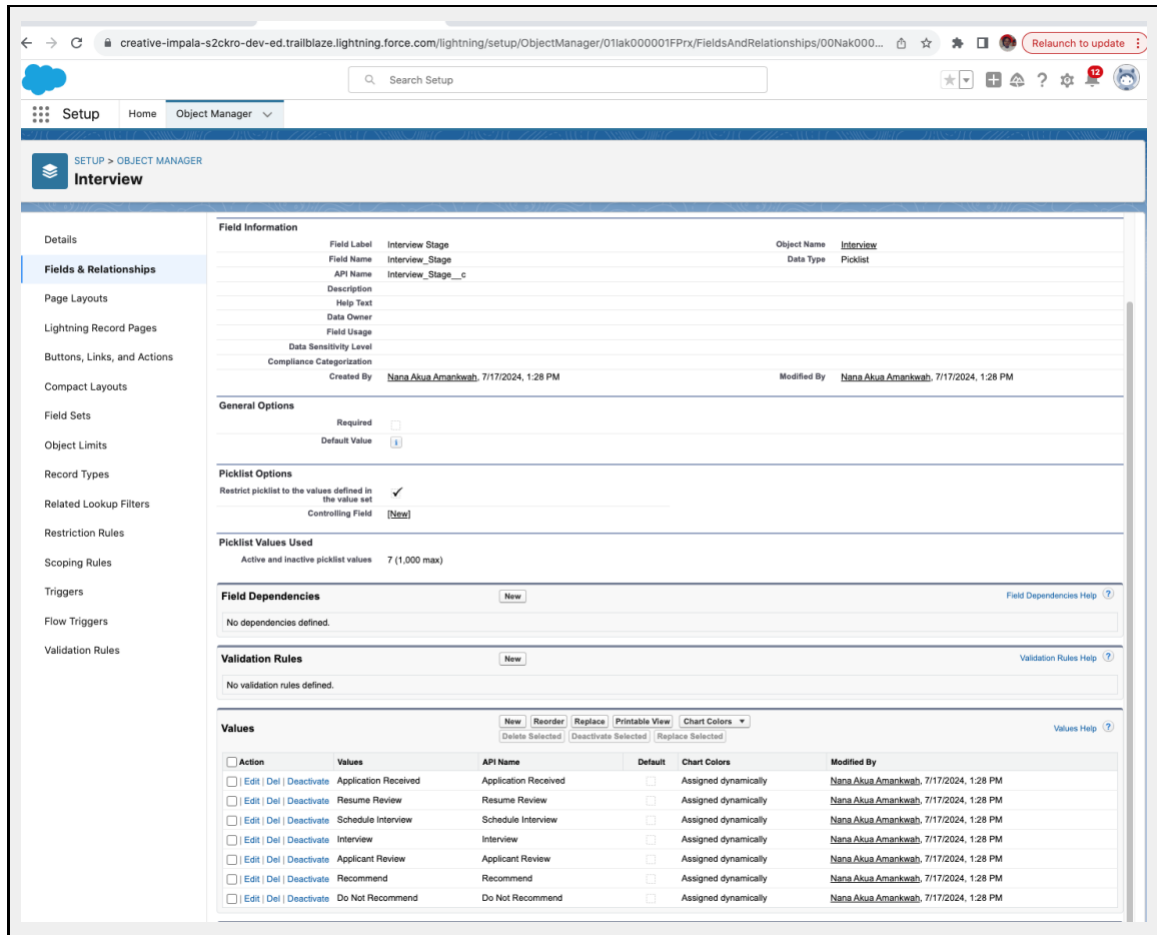 creative-impala-s2ckro-dev-ed.trailblaze.lightning.force.com/lightning/setup/ObjectManager/01Iak000001FPrx/FieldsAndRelationships/00Nak000... Relaunch to update
Search Setup 12
Setup Home Object Manager
SETUP > OBJECT MANAGER
Interview
Details
Fields & Relationships
Page Layouts
Lightning Record Pages
Buttons, Links, and Actions
Compact Layouts
Field Sets
Object Limits
Record Types
Related Lookup Filters
Restriction Rules
Scoping Rules
Triggers
Flow Triggers
Validation Rules
Field Information
Field Label Interview Stage Object Name Interview
Field Name Interview_Stage Data Type Picklist
API Name Interview_Stage__c
Description
Help Text
Data Owner
Field Usage
Data Sensitivity Level
Compliance Categorization
Created By Nana Akua Amankwah, 7/17/2024, 1:28 PM Modified By Nana Akua Amankwah, 7/17/2024, 1:28 PM
General Options
Required
Default Value i
Picklist Options
Restrict picklist to the values defined in
the value set ✓
Controlling Field [New]
Picklist Values Used
Active and inactive picklist values 7 (1,000 max)
Field Dependencies New Field Dependencies Help ?
No dependencies defined.
Validation Rules New Validation Rules Help ?
No validation rules defined.
Values New Reorder Replace Printable View Chart Colors ▼ Values Help ?
Delete Selected Deactivate Selected Replace Selected
Action Values API Name Default Chart Colors Modified By
| Edit | Del | Deactivate Application Received Application Received Assigned dynamically Nana Akua Amankwah, 7/17/2024, 1:28 PM
| Edit | Del | Deactivate Resume Review Resume Review Assigned dynamically Nana Akua Amankwah, 7/17/2024, 1:28 PM
| Edit | Del | Deactivate Schedule Interview Schedule Interview Assigned dynamically Nana Akua Amankwah, 7/17/2024, 1:28 PM
| Edit | Del | Deactivate Interview Interview Assigned dynamically Nana Akua Amankwah, 7/17/2024, 1:28 PM
| Edit | Del | Deactivate Applicant Review Applicant Review Assigned dynamically Nana Akua Amankwah, 7/17/2024, 1:28 PM
| Edit | Del | Deactivate Recommend Recommend Assigned dynamically Nana Akua Amankwah, 7/17/2024, 1:28 PM
| Edit | Del | Deactivate Do Not Recommend Do Not Recommend Assigned dynamically Nana Akua Amankwah, 7/17/2024, 1:28 PM